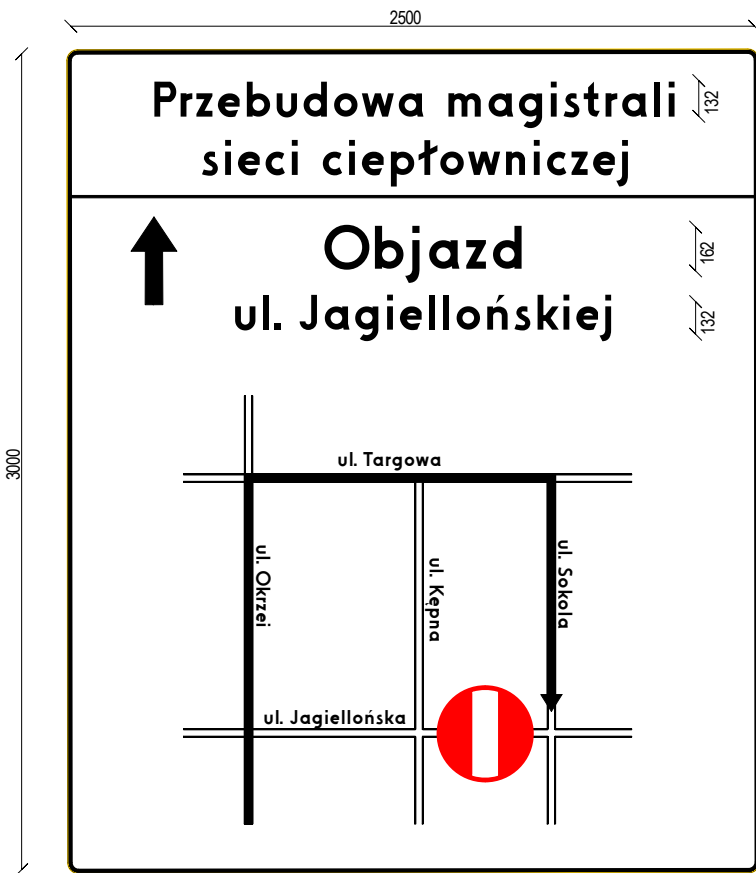 2500
3000
Przebudowa magistrali
132
sieci ciepłowniczej
Objazd
162
ul. Jagiellońskiej
132
ul. Targowa
ul. Okrzei
ul. Kępna
ul. Sokola
ul. Jagiellońska